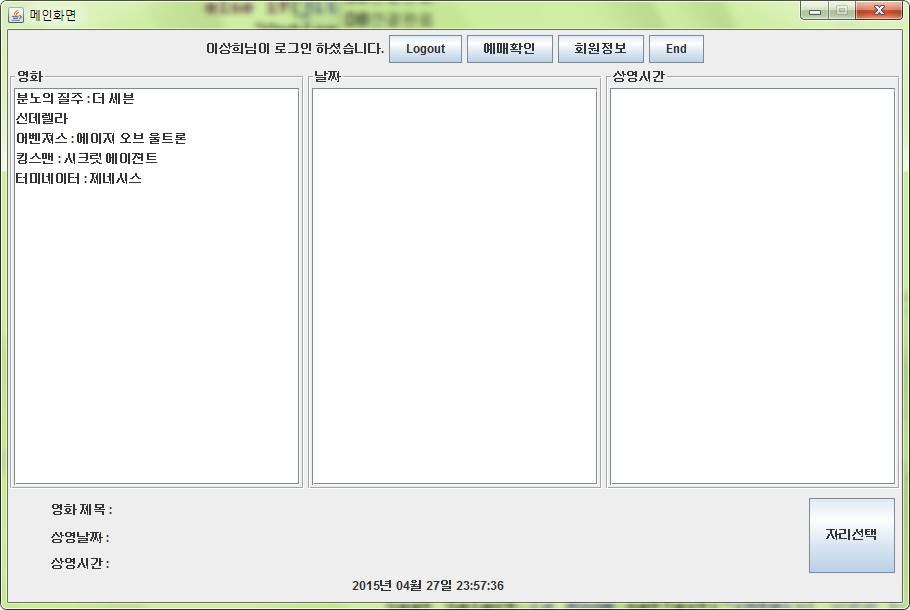 메인화면
이상희님이 로그인 하셨습니다. Logout 예매확인 회원정보 End
영화 날짜 상영시간
분노의 질주 : 더 세븐
신데렐라
어벤져스 : 에이지 오브 울트론
킹스맨 : 시크릿 에이전트
터미네이터 : 제네시스
영화 제목 :
상영날짜 :
상영시간 :
자리선택
2015년 04월 27일 23:57:36